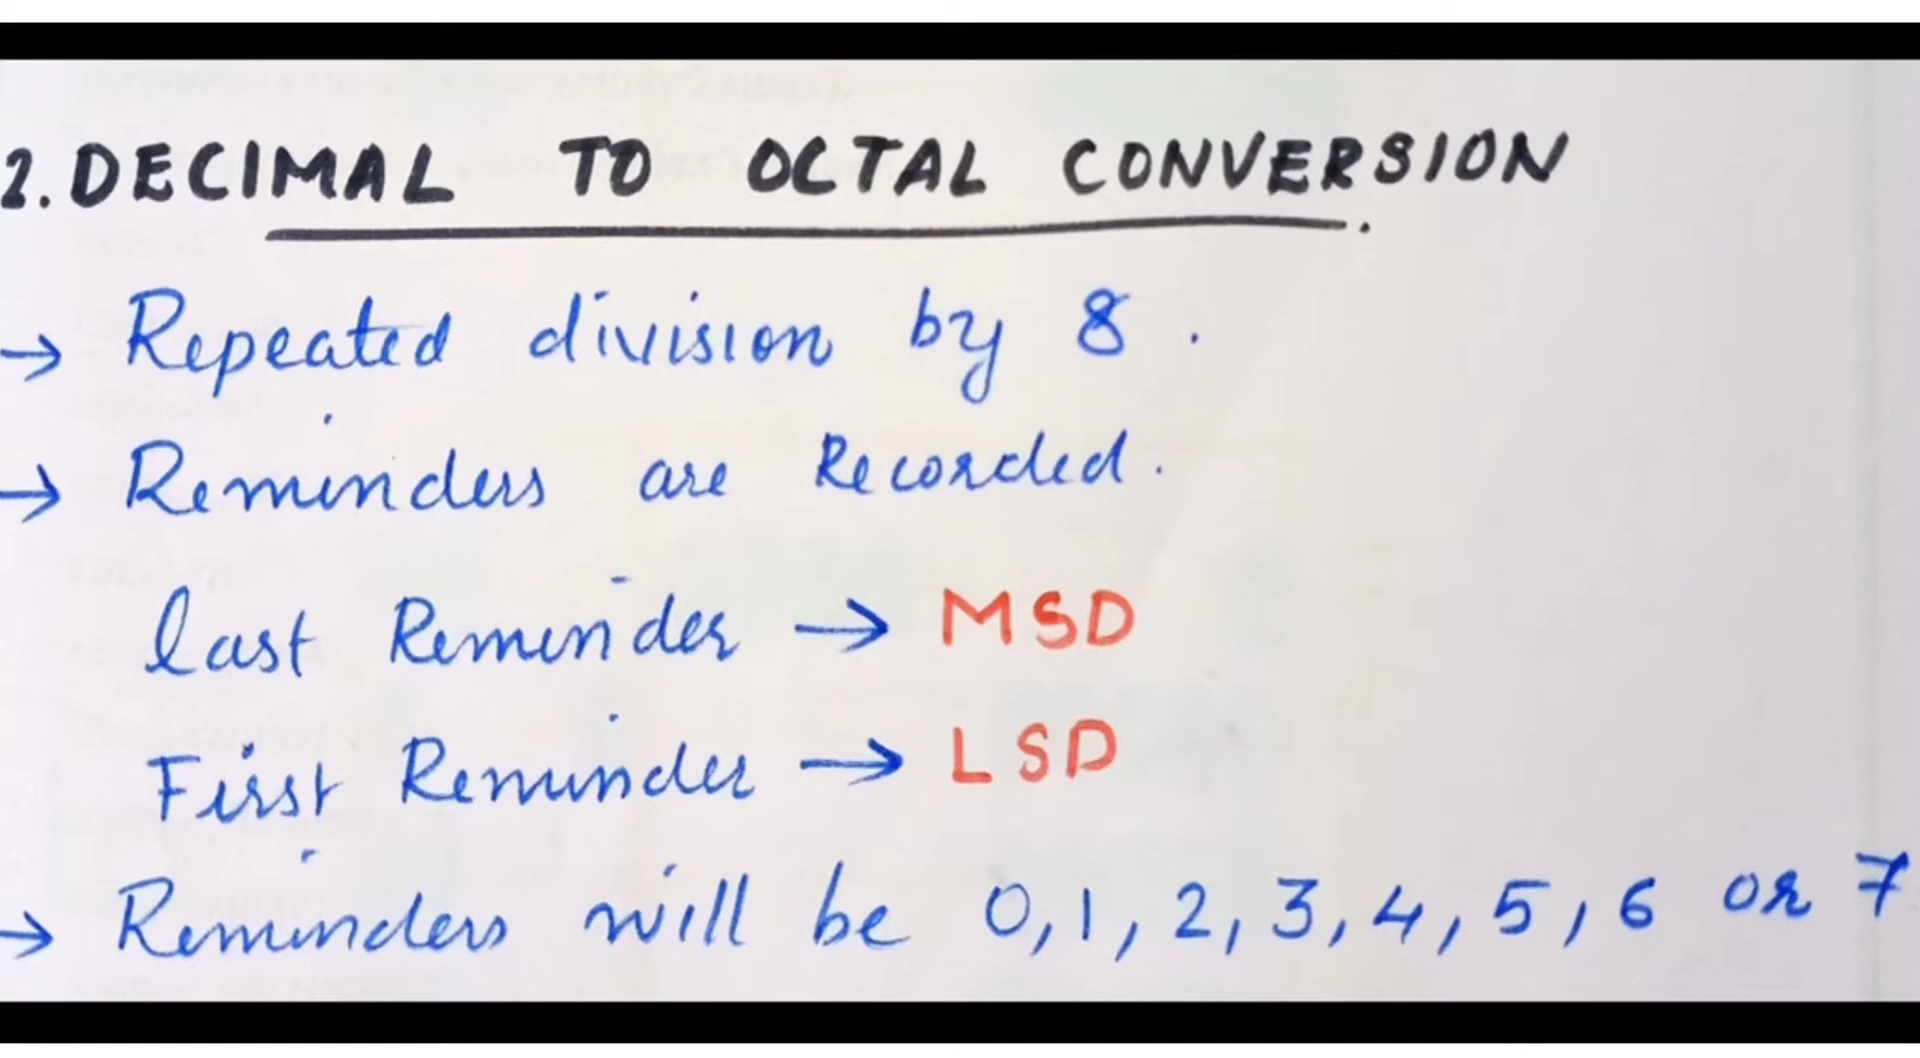 2. DECIMAL TO OCTAL CONVERSION.
→ Repeated division by 8.
→ Reminders are Recorded.
last Reminder → MSD
First Reminder → LSD
→ Reminders will be 0, 1, 2, 3, 4, 5, 6 or 7